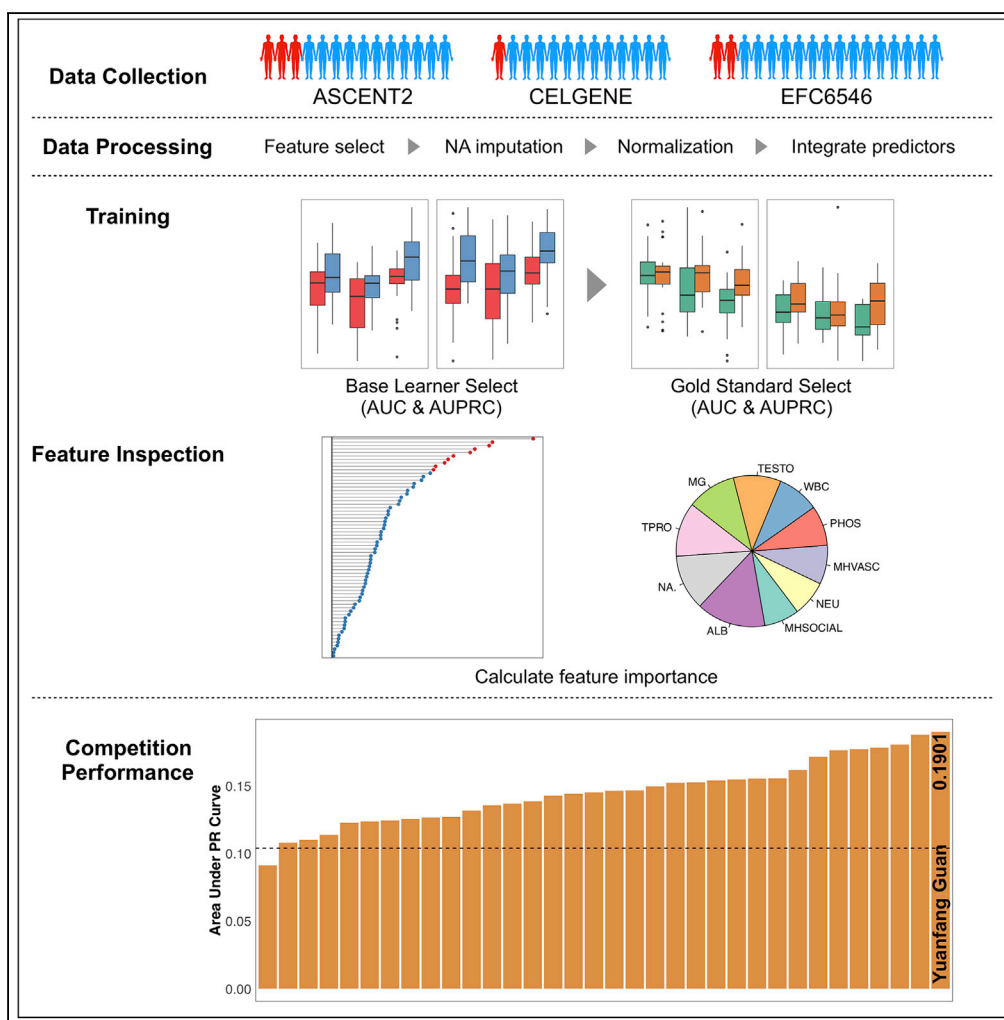 Data Collection
ASCENT2
CELGENE
EFC6546
Data Processing
Feature select
NA imputation
Normalization
Integrate predictors
Training
Base Learner Select
(AUC & AUPRC)
Gold Standard Select
(AUC & AUPRC)
Feature Inspection
TESTO
WBC
PHOS
MHVASC
NEU
MHSOCIAL
ALB
NA.
TPRO
MG
Calculate feature importance
Competition
Performance
Area Under PR Curve
0.15
0.10
0.05
0.00
Yuanfang Guan
0.1901